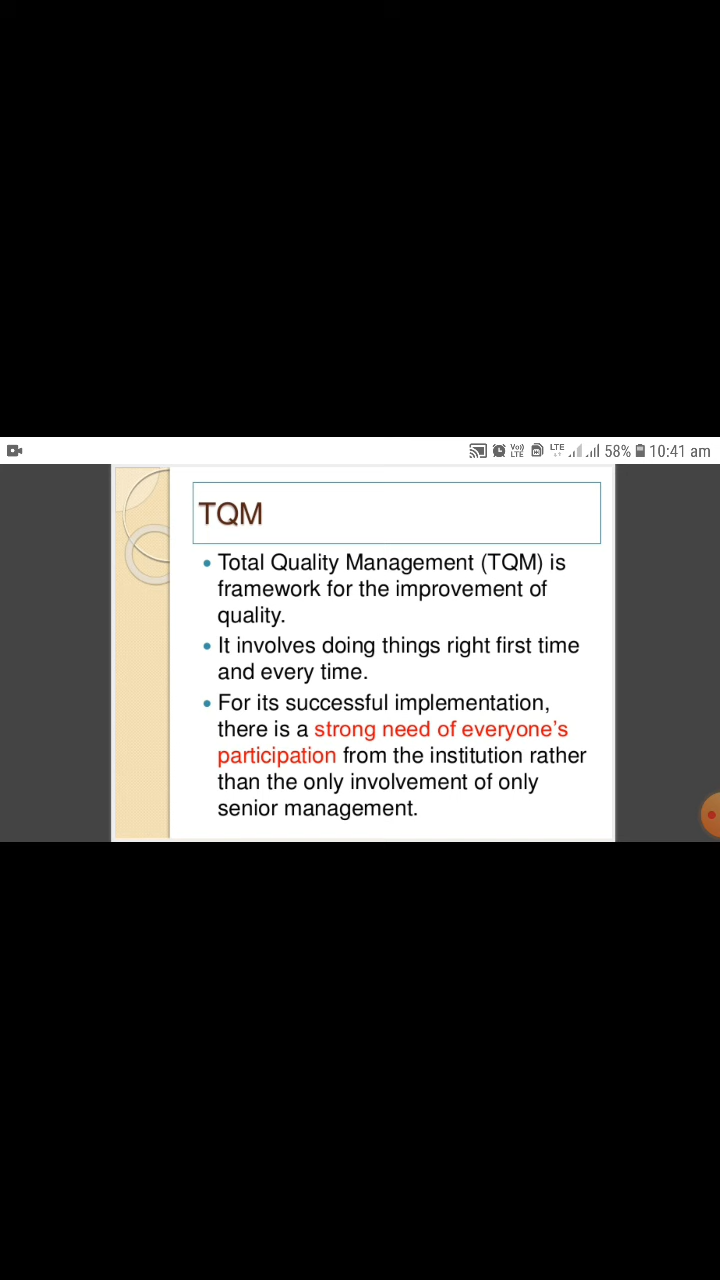 58% 10:41 am
TQM
• Total Quality Management (TQM) is
framework for the improvement of
quality.
• It involves doing things right first time
and every time.
• For its successful implementation,
there is a strong need of everyone's
participation from the institution rather
than the only involvement of only
senior management.